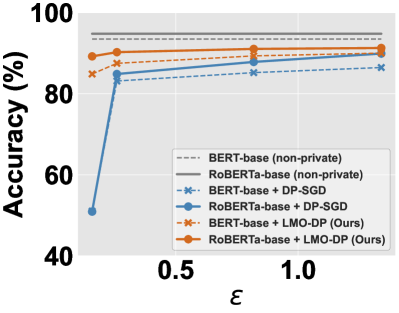 100
80
60
40
Accuracy (%)
BERT-base (non-private)
RoBERTa-base (non-private)
BERT-base + DP-SGD
RoBERTa-base + DP-SGD
BERT-base + LMO-DP (Ours)
RoBERTa-base + LMO-DP (Ours)
0.5
1.0
ε